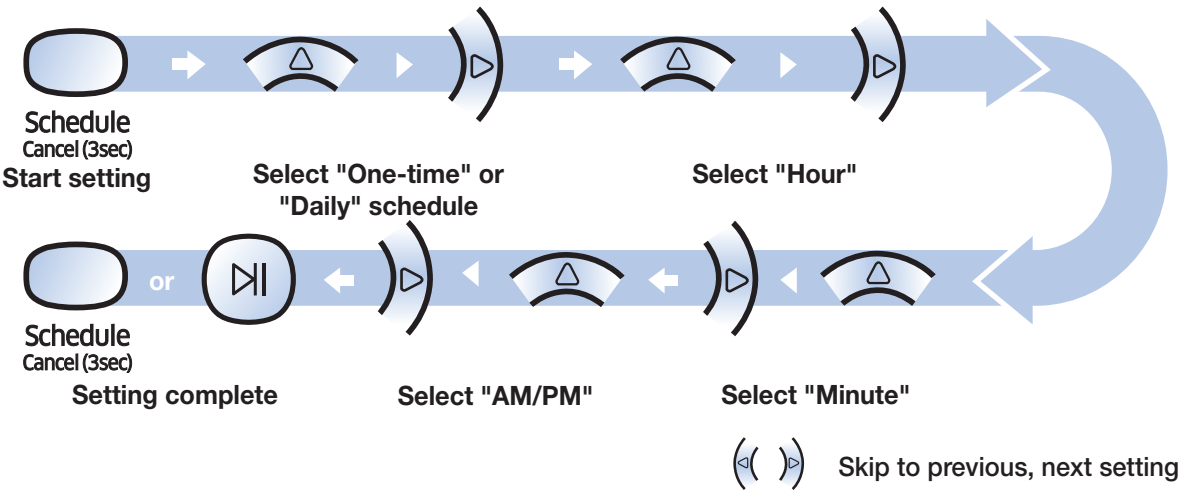 Schedule
Cancel (3sec)
Start setting
Select "One-time" or
"Daily" schedule
Select "Hour"
or
Schedule
Cancel (3sec)
Setting complete
Select "AM/PM"
Select "Minute"
Skip to previous, next setting